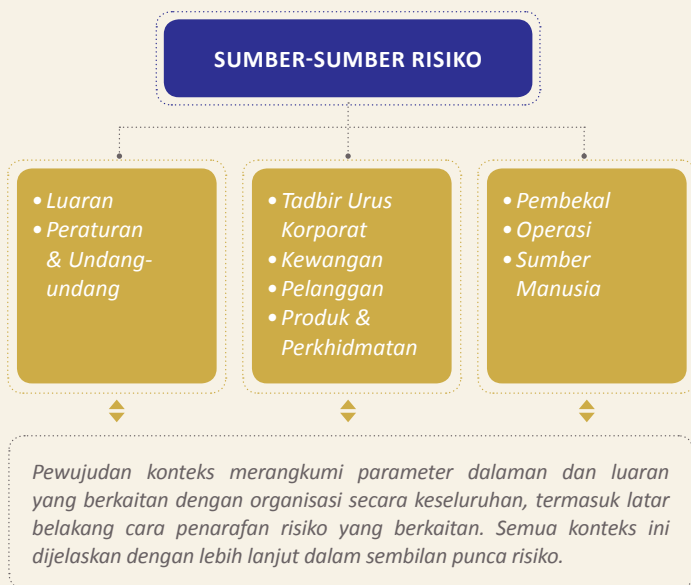 SUMBER-SUMBER RISIKO
• Luaran
• Peraturan
& Undang-
undang
• Tadbir Urus
Korporat
• Kewangan
• Pelanggan
• Produk &
Perkhidmatan
• Pembekal
• Operasi
• Sumber
Manusia
Pewujudan konteks merangkumi parameter dalaman dan luaran
yang berkaitan dengan organisasi secara keseluruhan, termasuk latar
belakang cara penarafan risiko yang berkaitan. Semua konteks ini
dijelaskan dengan lebih lanjut dalam sembilan punca risiko.